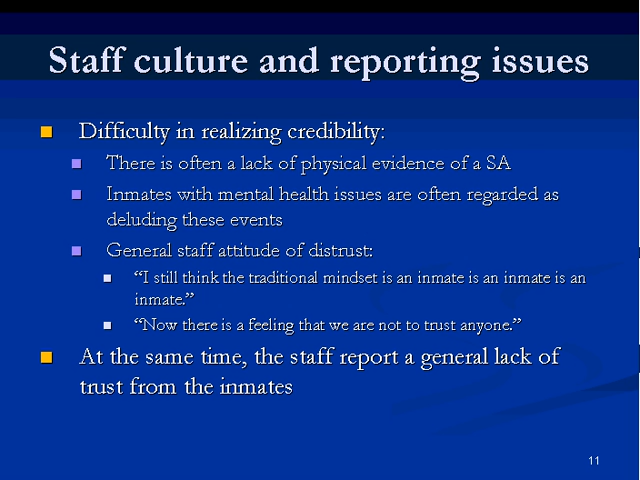 Staff culture and reporting issues
Difficulty in realizing credibility:
There is often a lack of physical evidence of a SA
Inmates with mental health issues are often regarded as
deluding these events
General staff attitude of distrust:
“I still think the traditional mindset is an inmate is an inmate is an
inmate.”
“Now there is a feeling that we are not to trust anyone.”
At the same time, the staff report a general lack of
trust from the inmates
11